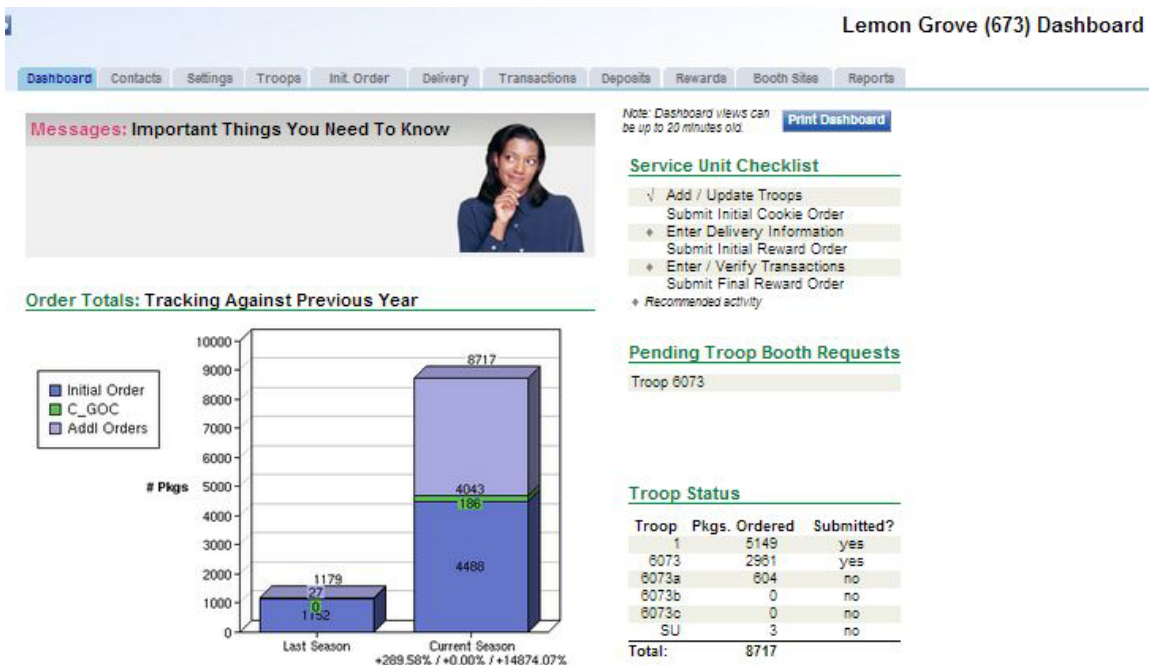 Lemon Grove (673) Dashboard
Dashboard Contacts Settings Troops Init. Order Delivery Transactions Deposits Rewards Booth Sites Reports
Messages: Important Things You Need To Know
Note: Dashboard views can
be up to 20 minutes old.
Print Dashboard
Service Unit Checklist
√ Add / Update Troops
Submit Initial Cookie Order
♦ Enter Delivery Information
Submit Initial Reward Order
♦ Enter / Verify Transactions
Submit Final Reward Order
♦ Recommended activity
Pending Troop Booth Requests
Troop 6073
Troop Status
Troop Pkgs. Ordered Submitted?
1 5149 yes
6073 2961 yes
6073a 604 no
6073b 0 no
6073c 0 no
SU 3 no
Total: 8717
Order Totals: Tracking Against Previous Year
Initial Order
C_GOC
Addl Orders
# Pkgs
10000
9000
8000
7000
6000
5000
4000
3000
2000
1000
0
1179
27
0
1152
8717
4043
186
4488
Last Season Current Season
+289.58% / +0.00% / +14874.07%